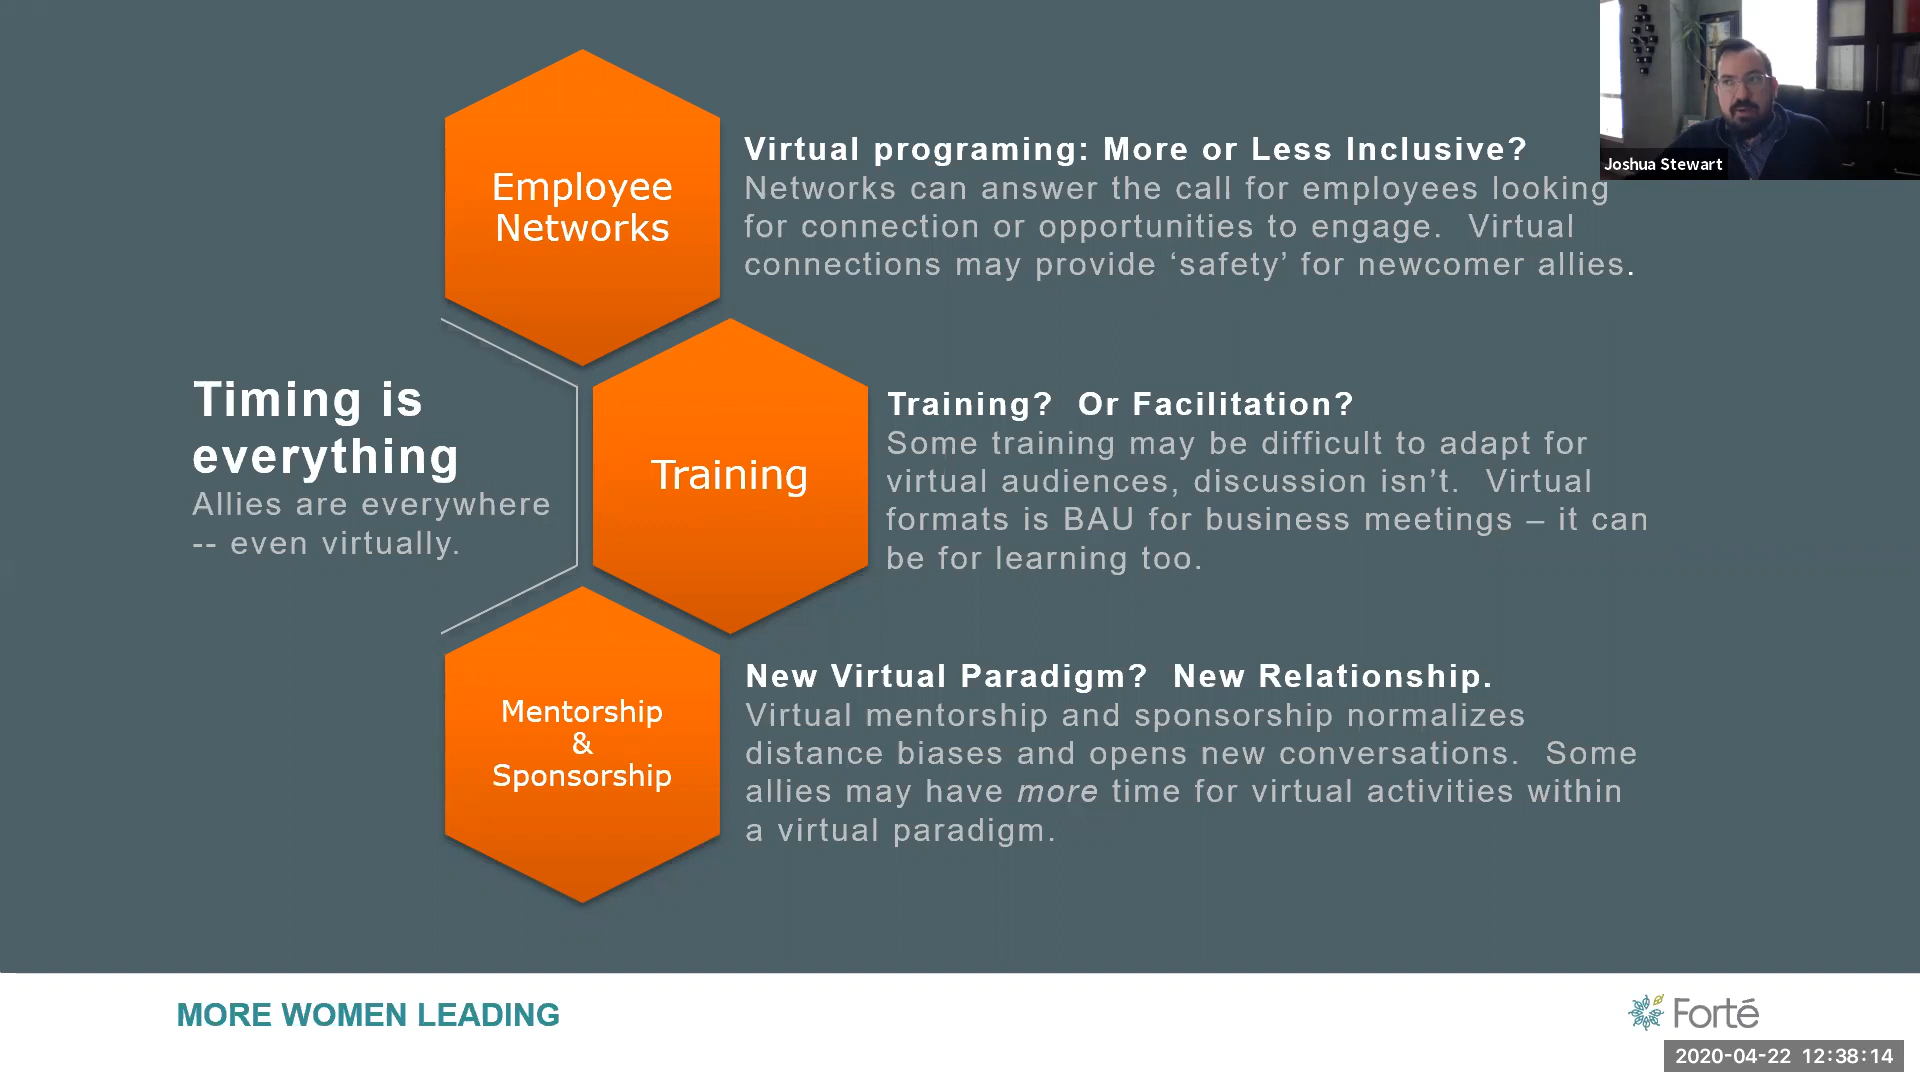 Joshua Stewart
Employee
Networks
Virtual programing: More or Less Inclusive?
Networks can answer the call for employees looking
for connection or opportunities to engage.  Virtual
connections may provide ‘safety’ for newcomer allies.
Timing is
everything
Allies are everywhere
-- even virtually.
Training
Training?  Or Facilitation?
Some training may be difficult to adapt for
virtual audiences, discussion isn’t.  Virtual
formats is BAU for business meetings – it can
be for learning too.
Mentorship
&
Sponsorship
New Virtual Paradigm?  New Relationship.
Virtual mentorship and sponsorship normalizes
distance biases and opens new conversations.  Some
allies may have more time for virtual activities within
a virtual paradigm.
MORE WOMEN LEADING
Forté
2020-04-22 12:38:14